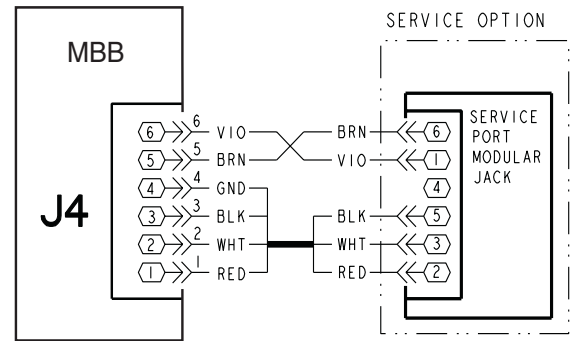 SERVICE OPTION
MBB
J4
6 6 VIO BRN 6
5 5 BRN VIO 1
4 4 GND 4
3 3 BLK BLK 5
2 2 WHT WHT 3
1 1 RED RED 2
SERVICE
PORT
MODULAR
JACK